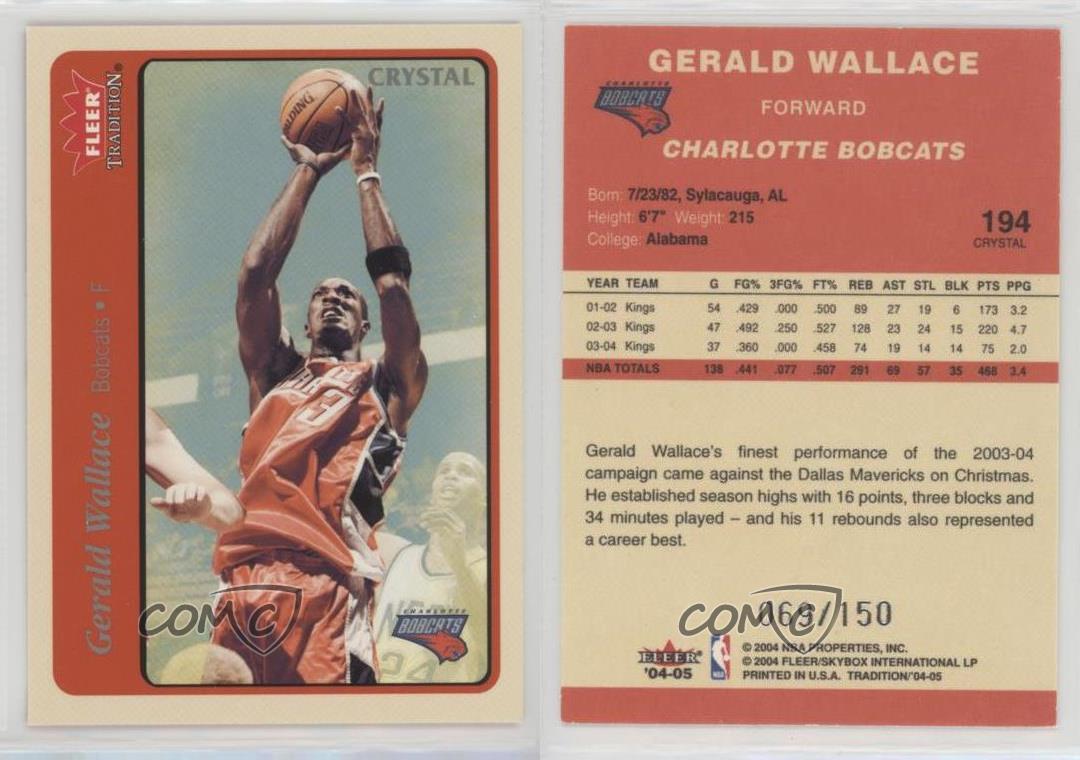 CRYSTAL
FLEER®
TRADITION®
SPALDING
Gerald Wallace Bobcats • F
3
24
CHARLOTTE
BOBCATS
COMC
GERALD WALLACE
CHARLOTTE
BOBCATS
FORWARD
CHARLOTTE BOBCATS
Born: 7/23/82, Sylacauga, AL
Height: 6'7" Weight: 215
College: Alabama
194
CRYSTAL
YEAR TEAM G FG% 3FG% FT% REB AST STL BLK PTS PPG
01-02 Kings 54 .429 .000 .500 89 27 19 6 173 3.2
02-03 Kings 47 .492 .250 .527 128 23 24 15 220 4.7
03-04 Kings 37 .360 .000 .458 74 19 14 14 75 2.0
NBA TOTALS 138 .441 .077 .507 291 69 57 35 468 3.4
Gerald Wallace's finest performance of the 2003-04
campaign came against the Dallas Mavericks on Christmas.
He established season highs with 16 points, three blocks and
34 minutes played – and his 11 rebounds also represented
a career best.
COMC
069/150
FLEER
'04-05
NBA
© 2004 NBA PROPERTIES, INC.
© 2004 FLEER/SKYBOX INTERNATIONAL LP
PRINTED IN U.S.A. TRADITION/'04-05